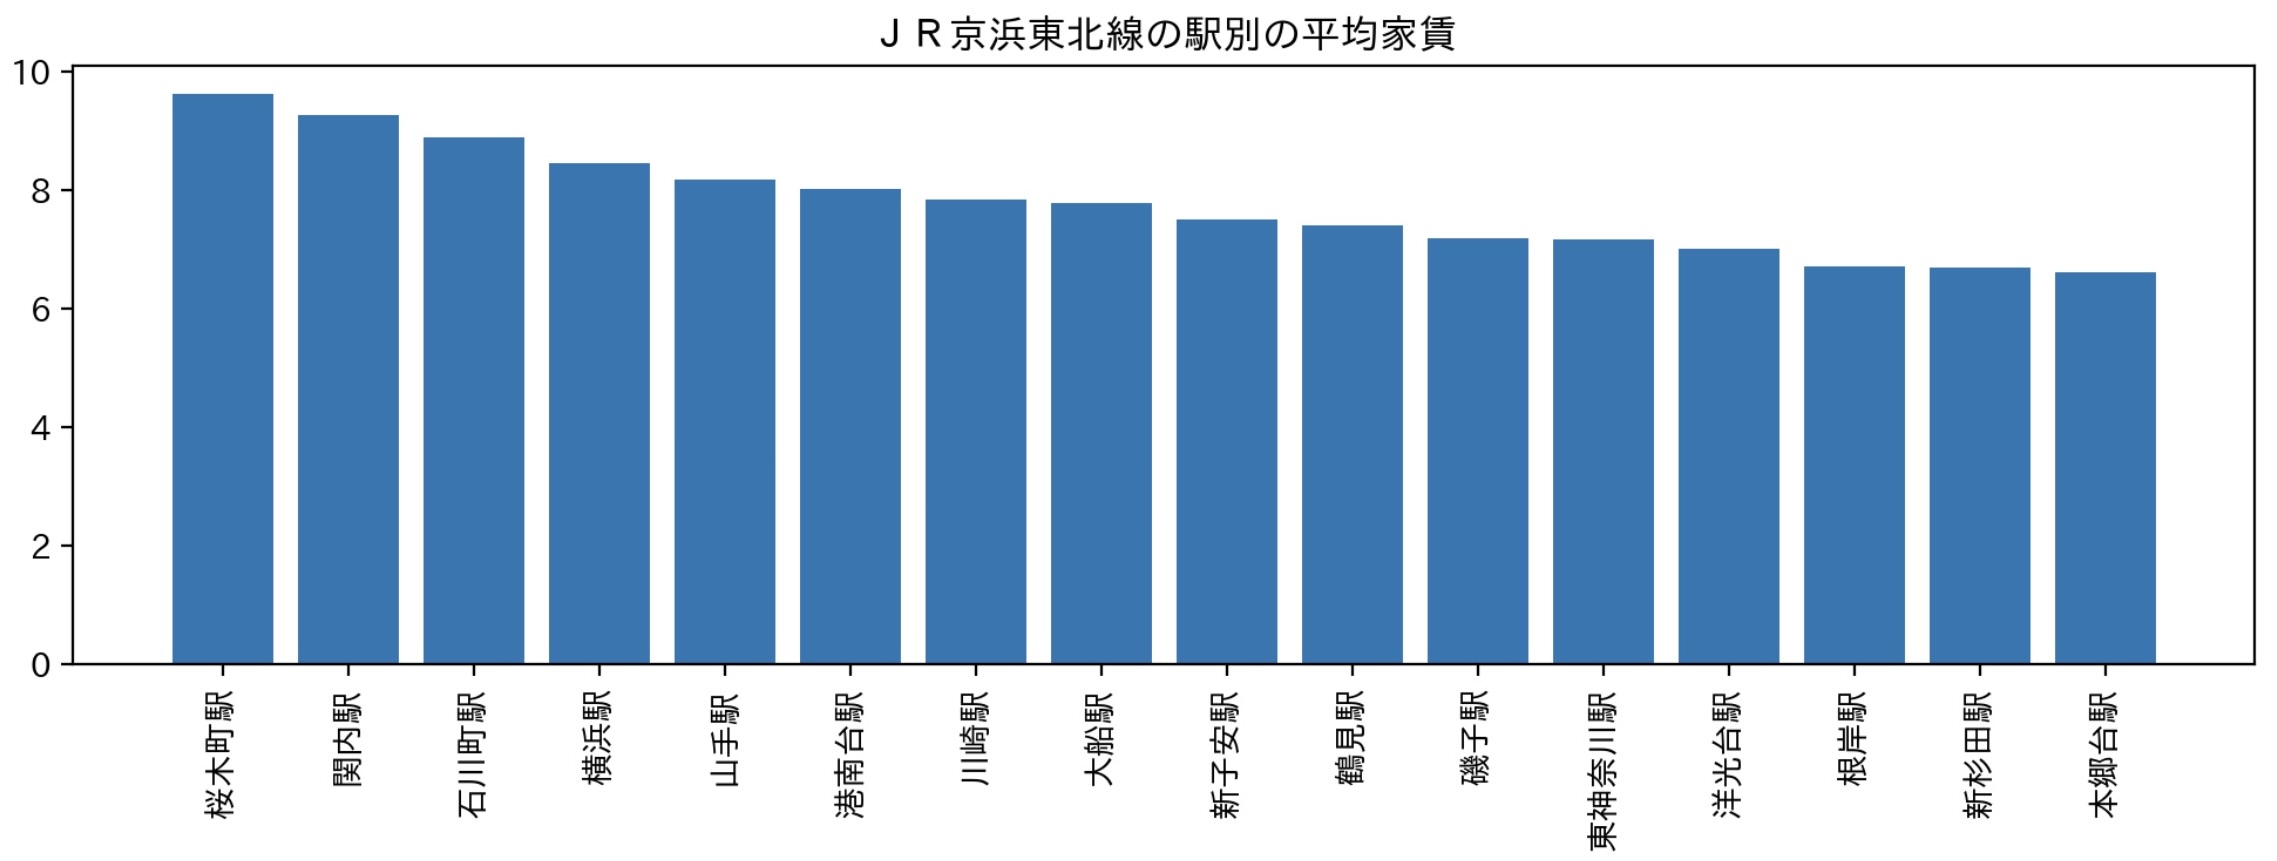 ＪＲ京浜東北線の駅別の平均家賃
10
8
6
4
2
0
桜木町駅
関内駅
石川町駅
横浜駅
山手駅
港南台駅
川崎駅
大船駅
新子安駅
鶴見駅
磯子駅
東神奈川駅
洋光台駅
根岸駅
新杉田駅
本郷台駅